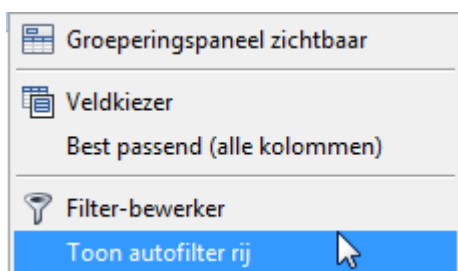 Groeperingspaneel zichtbaar
Veldkiezer
Best passend (alle kolommen)
Filter-bewerker
Toon autofilter rij